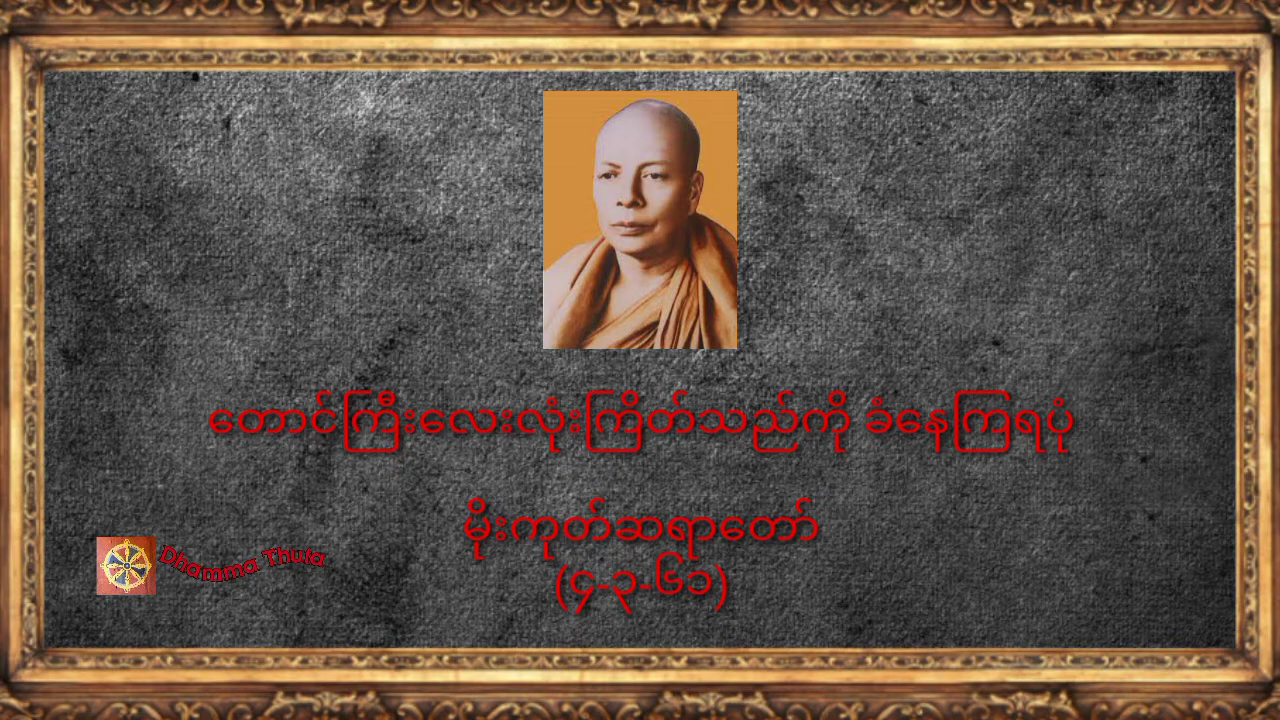 တောင်ကြီးလေးလုံးကြိတ်သည်ကို ခံနေကြရပုံ
မိုးကုတ်ဆရာတော်
(၄-၃-၆၁)
Dhamma Thuta